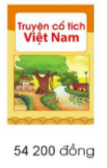 Truyện cổ tích
Việt Nam
54 200 đồng